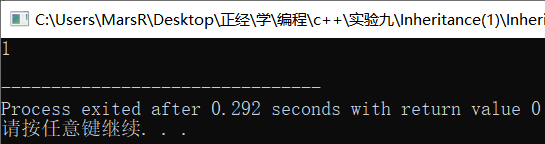 C:\Users\MarsR\Desktop\正经\学\编程\c++\实验九\Inheritance(1)\Inheri
1
--------------------------------
Process exited after 0.292 seconds with return value 0
请按任意键继续. . .